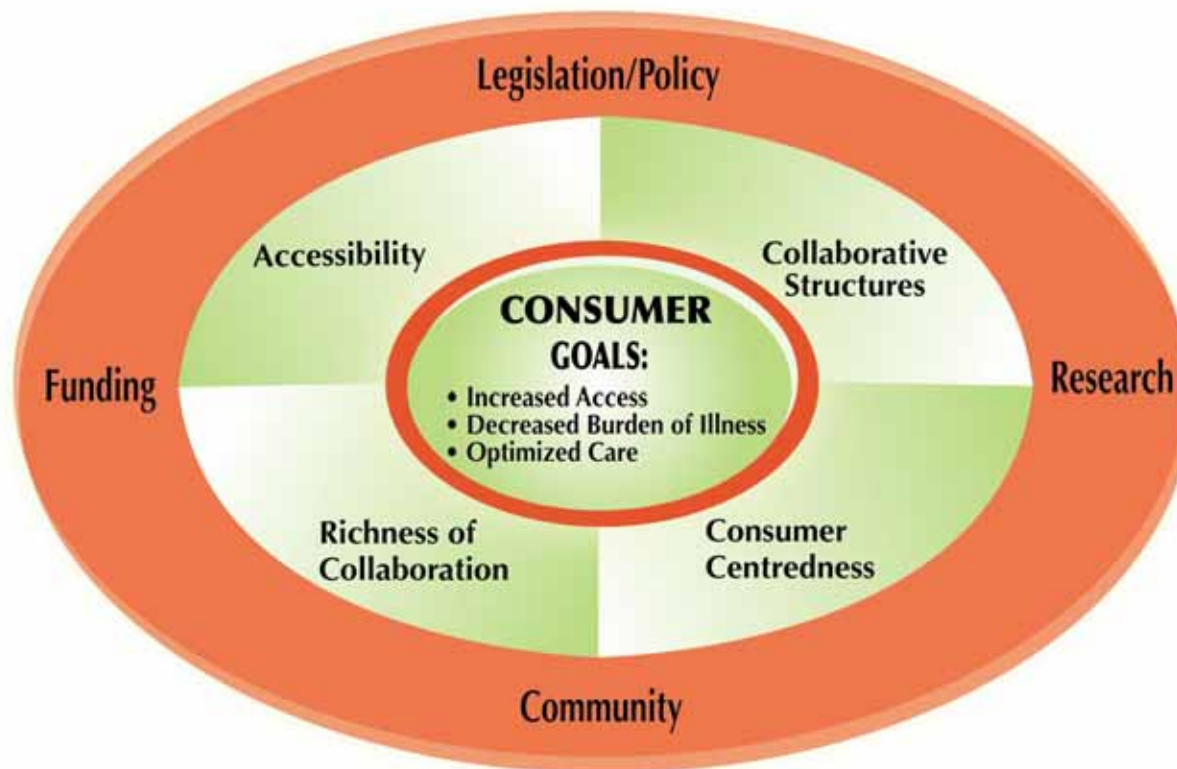 Legislation/Policy
Accessibility
Collaborative
Structures
CONSUMER
GOALS:
• Increased Access
• Decreased Burden of Illness
• Optimized Care
Funding
Research
Richness of
Collaboration
Consumer
Centredness
Community